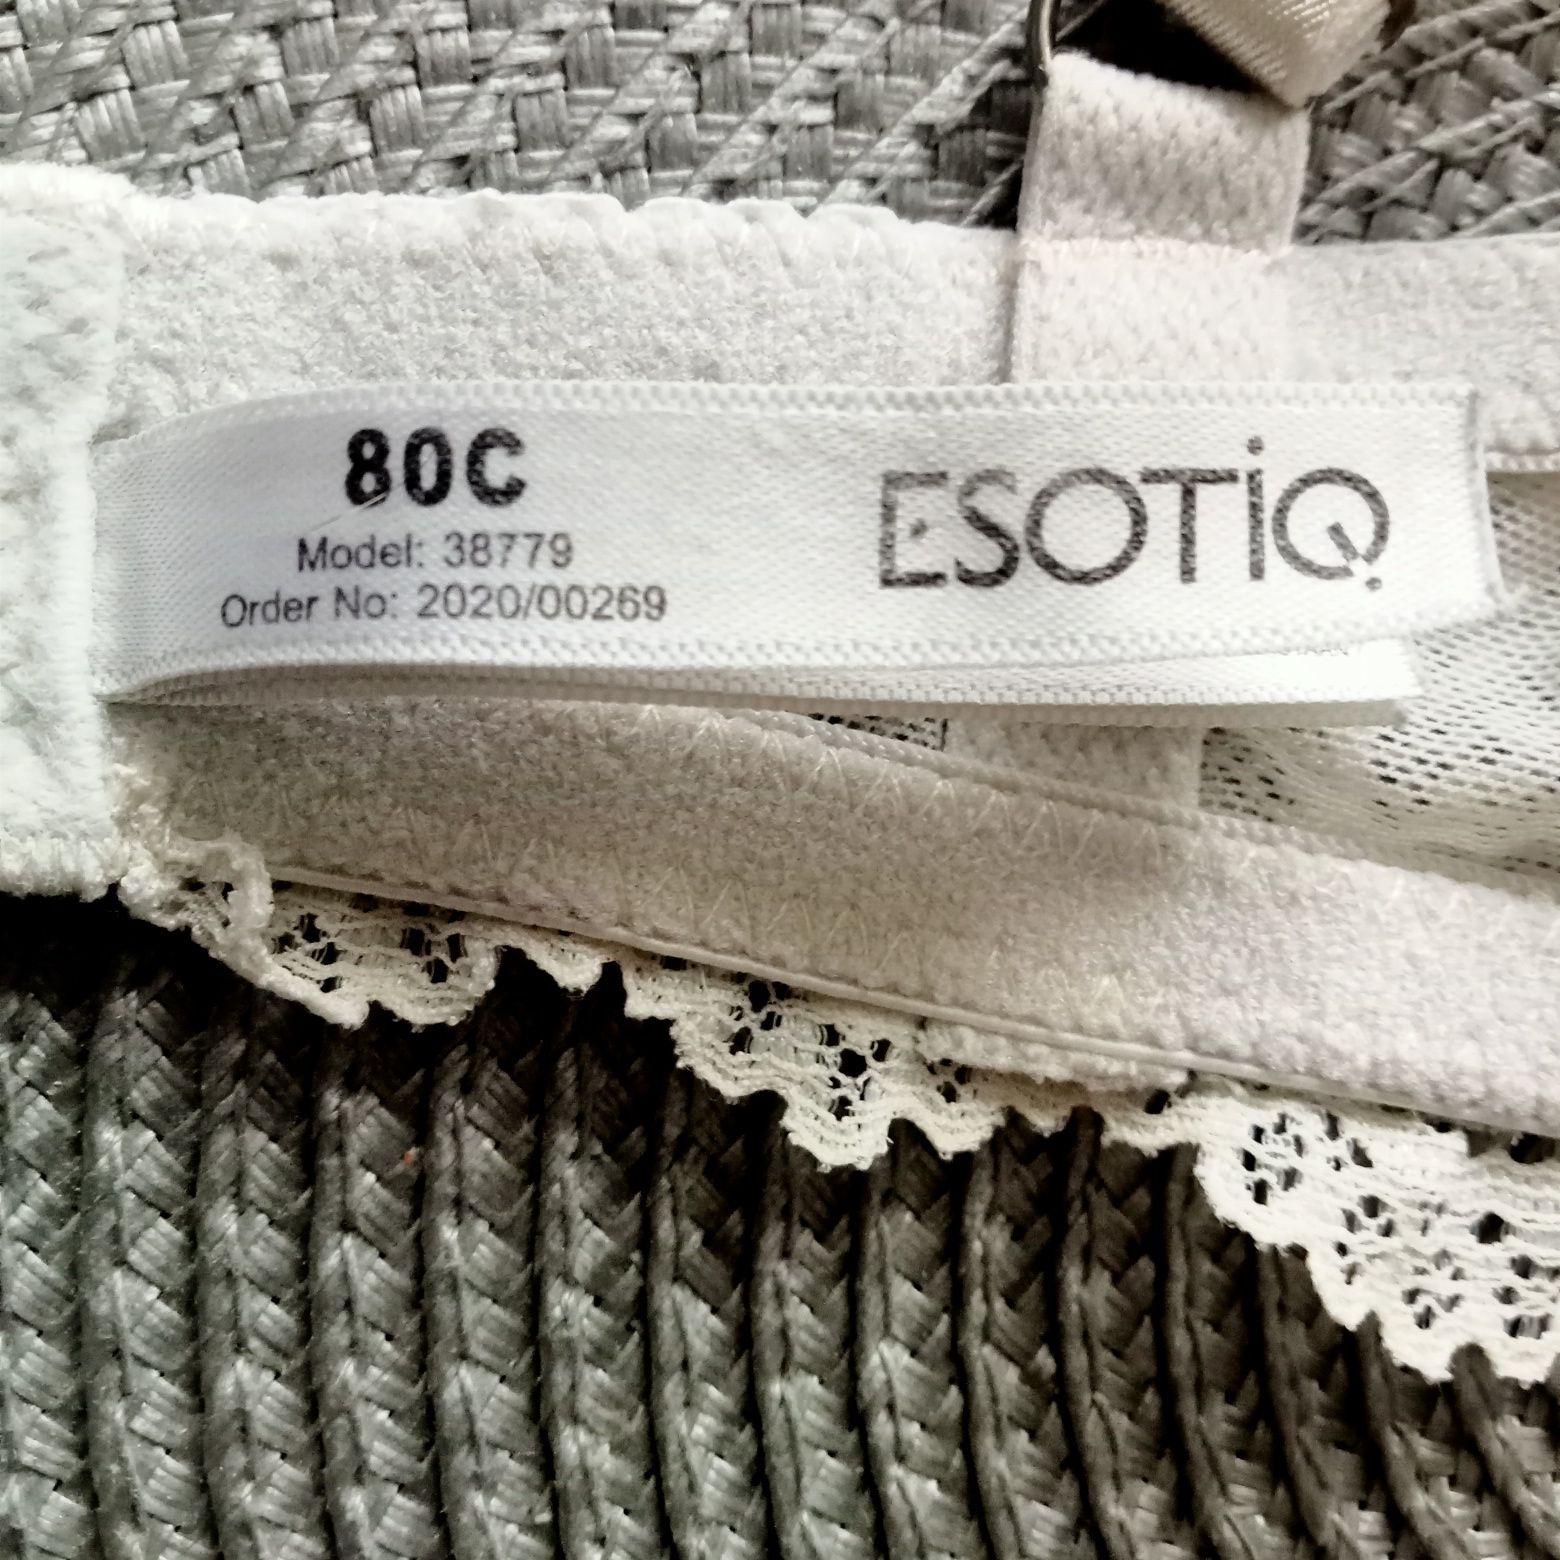 80C
Model: 38779
Order No: 2020/00269
ESOTiQ